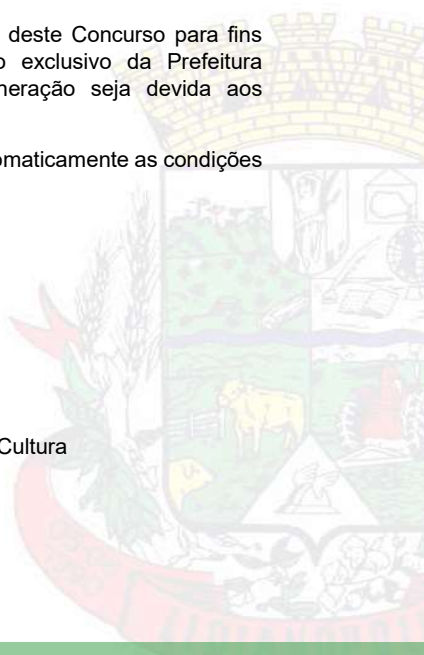 deste Concurso para fins
o exclusivo da Prefeitura
neração seja devida aos
omaticamente as condições
Cultura